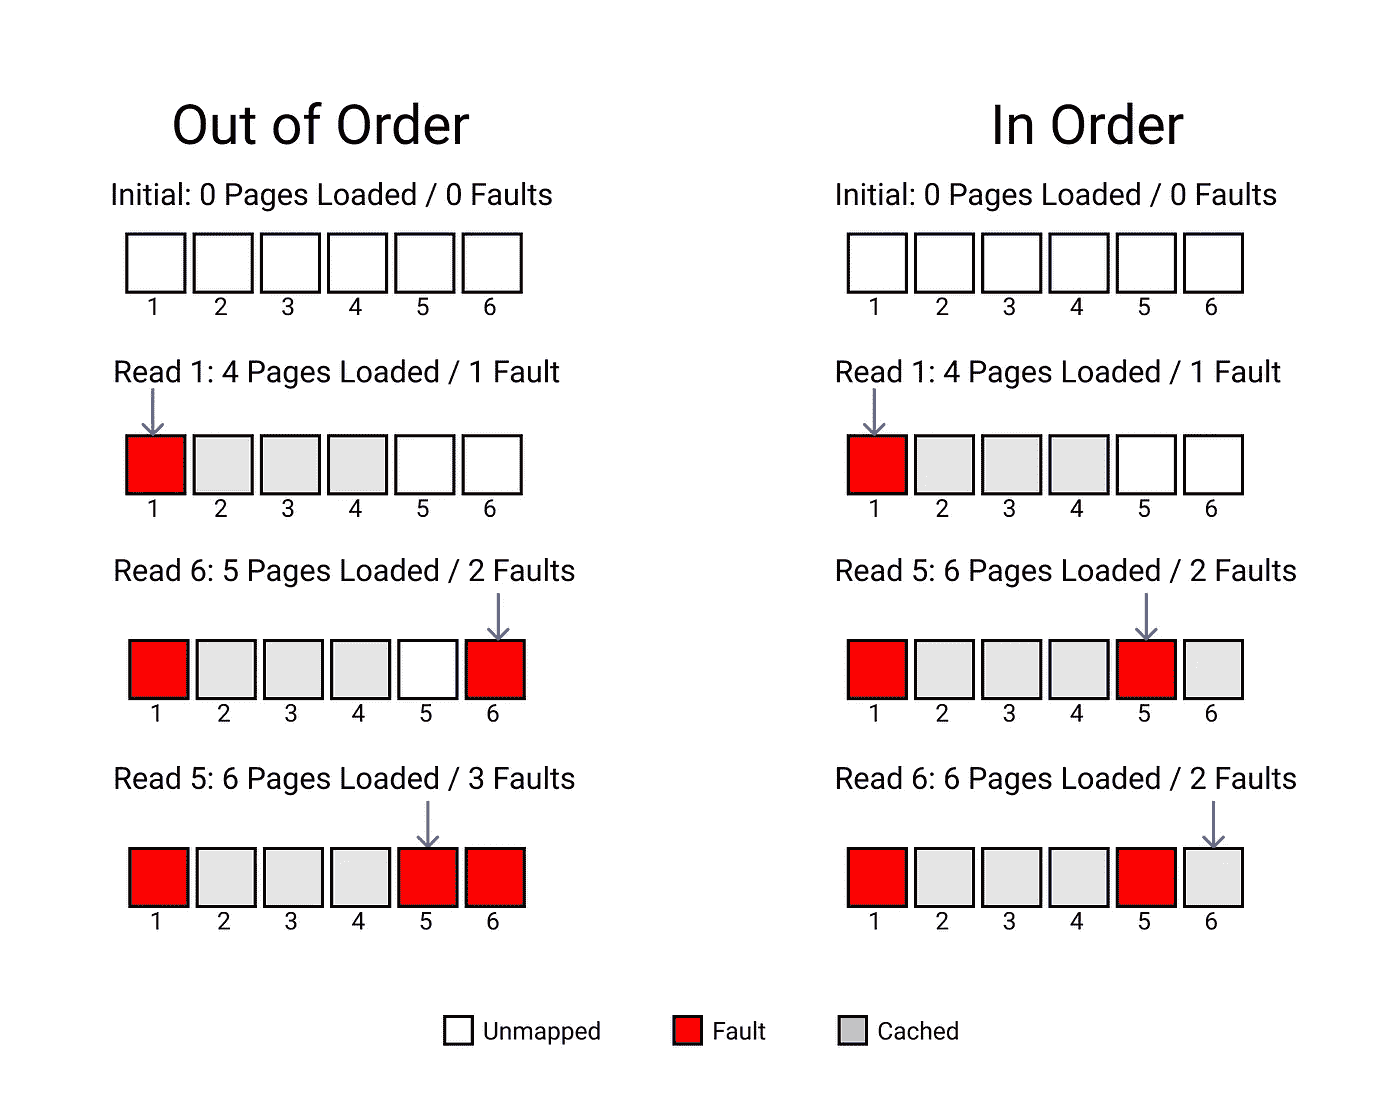 Out of Order
Initial: 0 Pages Loaded / 0 Faults
1 2 3 4 5 6
Read 1: 4 Pages Loaded / 1 Fault
1 2 3 4 5 6
Read 6: 5 Pages Loaded / 2 Faults
1 2 3 4 5 6
Read 5: 6 Pages Loaded / 3 Faults
1 2 3 4 5 6
In Order
Initial: 0 Pages Loaded / 0 Faults
1 2 3 4 5 6
Read 1: 4 Pages Loaded / 1 Fault
1 2 3 4 5 6
Read 5: 6 Pages Loaded / 2 Faults
1 2 3 4 5 6
Read 6: 6 Pages Loaded / 2 Faults
1 2 3 4 5 6
Unmapped Fault Cached